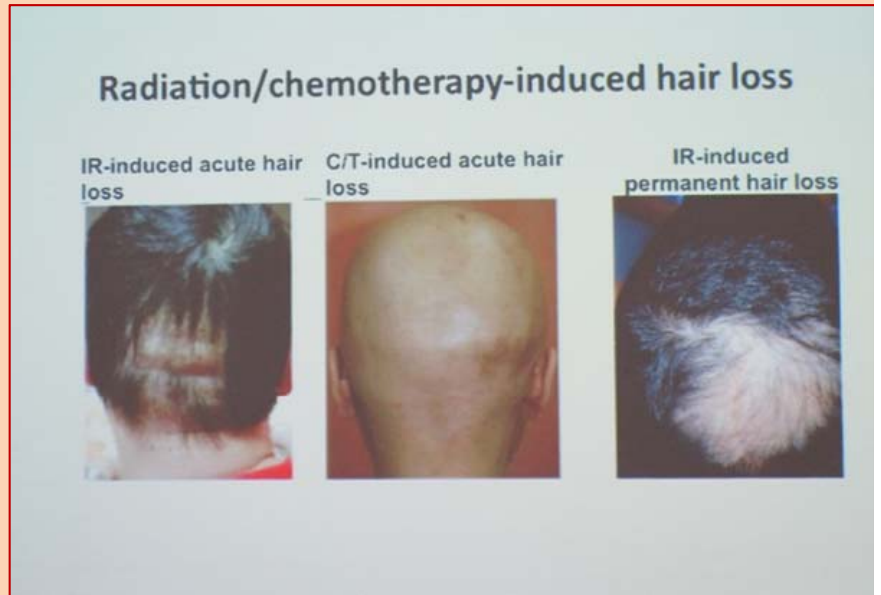 Radiation/chemotherapy-induced hair loss
IR-induced acute hair
loss
C/T-induced acute hair
loss
IR-induced
permanent hair loss